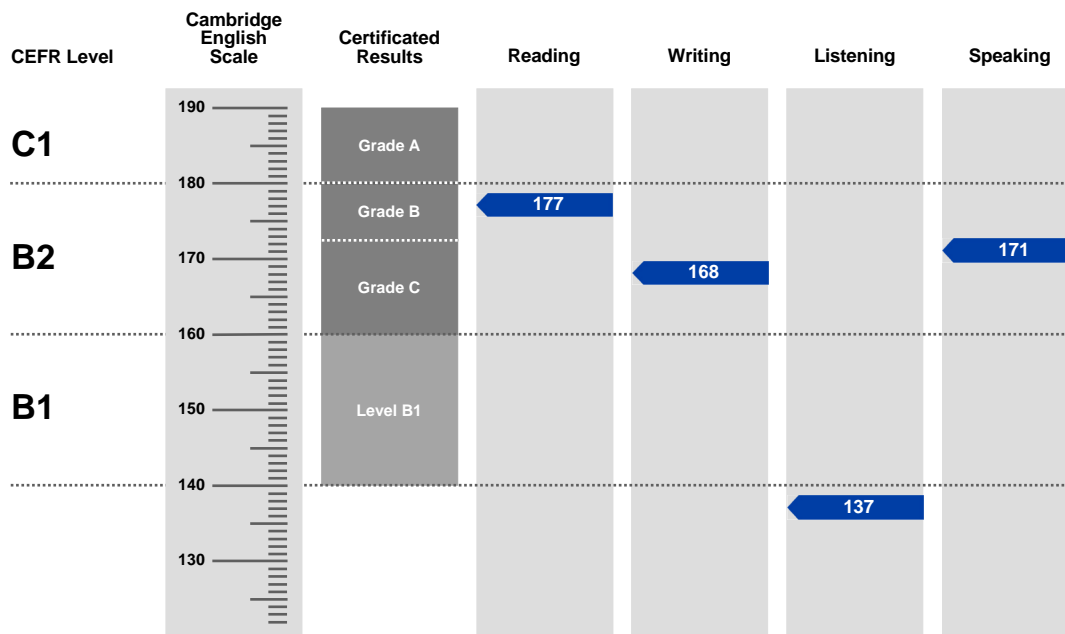 CEFR Level
Cambridge
English
Scale
Certificated
Results
Reading
Writing
Listening
Speaking
190
C1
Grade A
180
Grade B
177
B2
170
168
171
Grade C
160
B1
150
Level B1
140
137
130